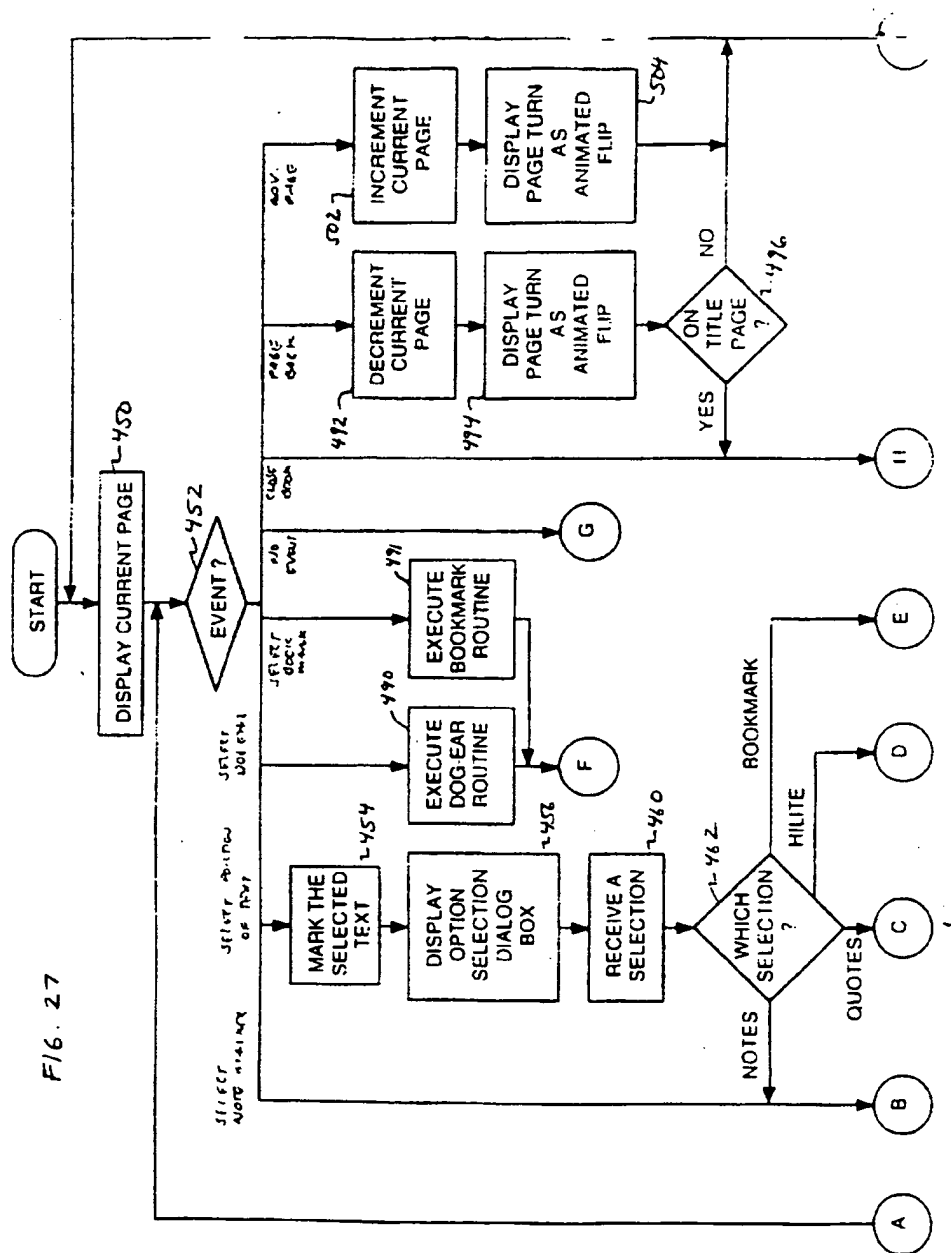 FIG. 27
START
DISPLAY CURRENT PAGE
450
EVENT?
452
SELECT
NOTE
SELECT
OF TEXT
SELECT
SELECT
BOOK
MARK
NO
EVENT
CLOSE
BOOK
PAGE
BACK
ADV.
PAGE
MARK THE
SELECTED
TEXT
454
DISPLAY
OPTION
SELECTION
DIALOG
BOX
456
RECEIVE A
SELECTION
460
WHICH
SELECTION
?
462
NOTES
QUOTES
HILITE
BOOKMARK
490
EXECUTE
DOG-EAR
ROUTINE
491
EXECUTE
BOOKMARK
ROUTINE
492
DECREMENT
CURRENT
PAGE
494
DISPLAY
PAGE TURN
AS
ANIMATED
FLIP
ON
TITLE
PAGE
?
496
YES
NO
502
INCREMENT
CURRENT
PAGE
DISPLAY
PAGE TURN
AS
ANIMATED
FLIP
504
A
B
C
D
E
F
G
H
I